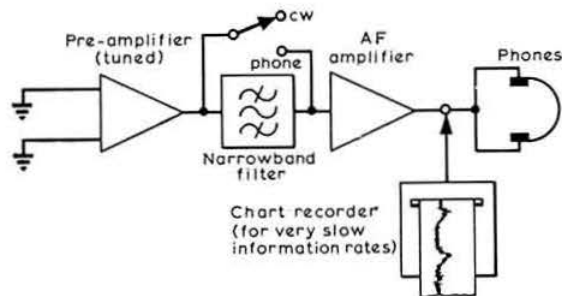 Pre-amplifier
(tuned)
cw
phone
AF
amplifier
Phones
Narrowband
filter
Chart recorder
(for very slow
information rates)